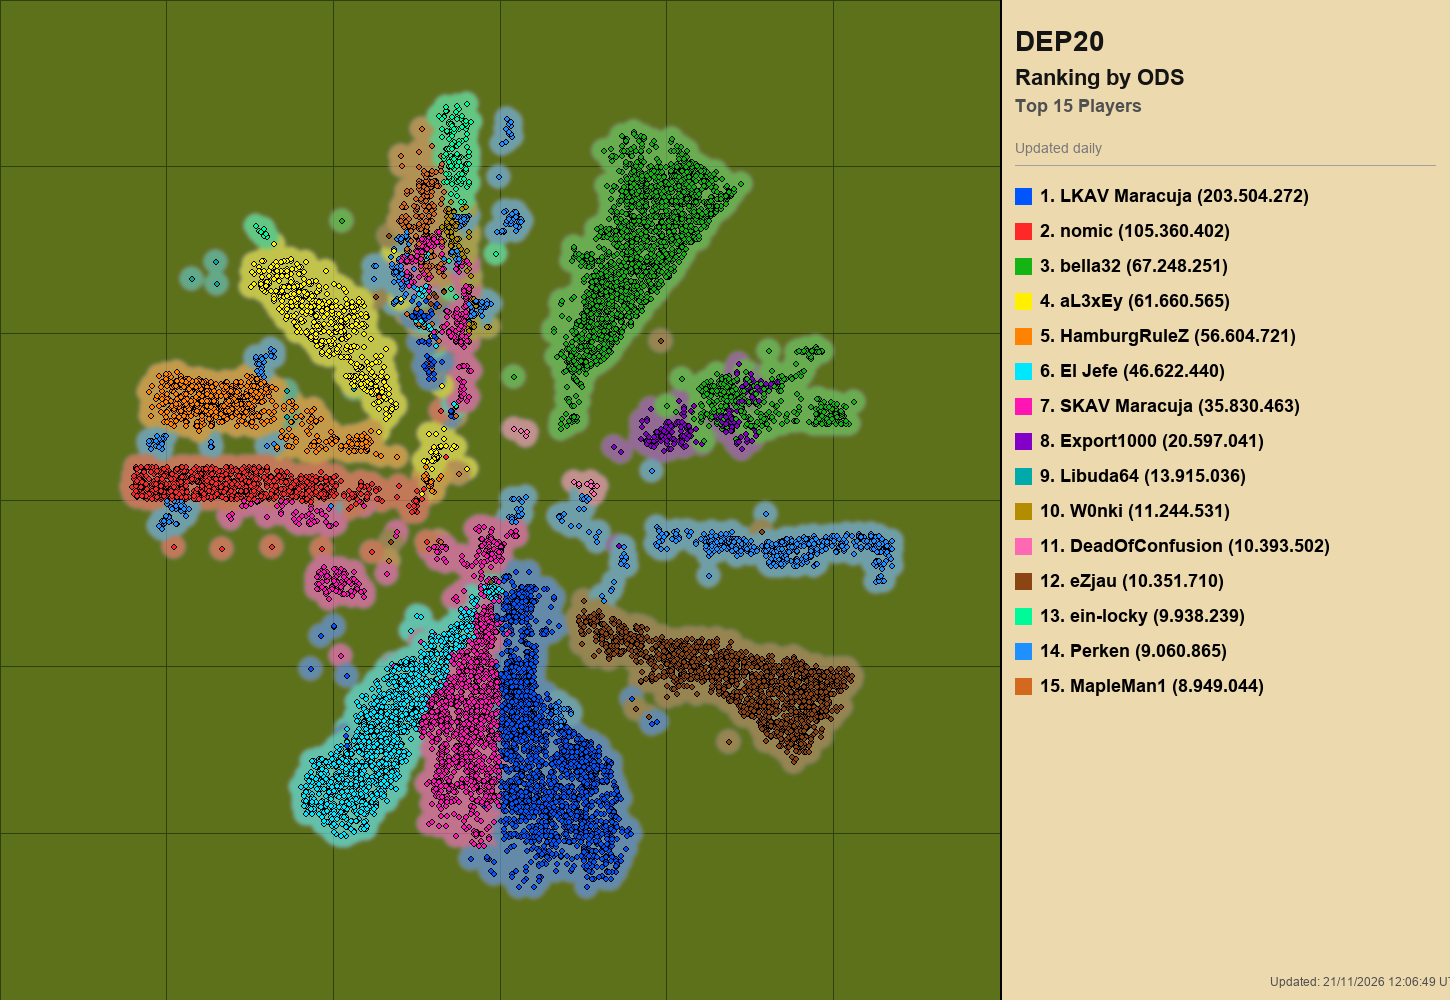 DEP20
Ranking by ODS
Top 15 Players
Updated daily
1. LKAV Maracuja (203.504.272)
2. nomic (105.360.402)
3. bella32 (67.248.251)
4. aL3xEy (61.660.565)
5. HamburgRuleZ (56.604.721)
6. El Jefe (46.622.440)
7. SKAV Maracuja (35.830.463)
8. Export1000 (20.597.041)
9. Libuda64 (13.915.036)
10. W0nki (11.244.531)
11. DeadOfConfusion (10.393.502)
12. eZjau (10.351.710)
13. ein-locky (9.938.239)
14. Perken (9.060.865)
15. MapleMan1 (8.949.044)
Updated: 21/11/2026 12:06:49 U